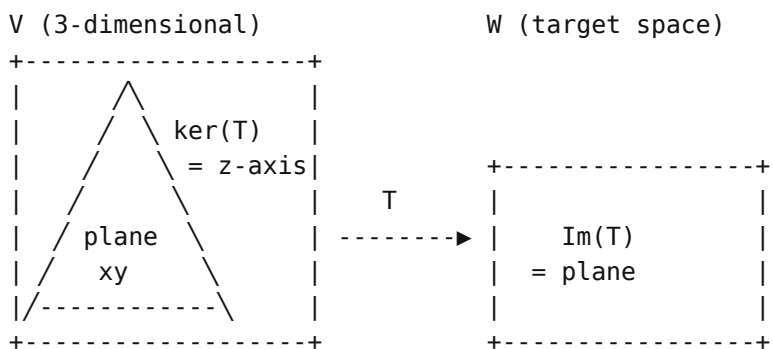 V (3-dimensional)
W (target space)
ker(T)
= z-axis
T
plane
xy
Im(T)
= plane